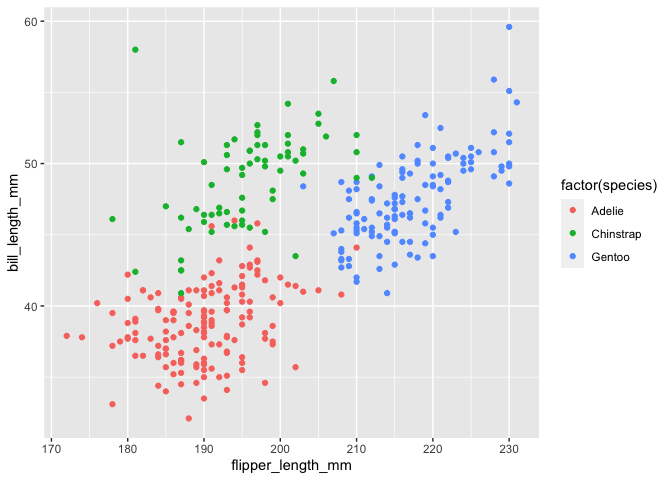 60
50
40
bill_length_mm
170
180
190
200
210
220
230
flipper_length_mm
factor(species)
Adelie
Chinstrap
Gentoo